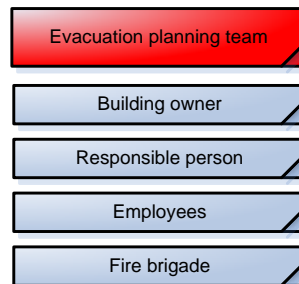 Evacuation planning team
Building owner
Responsible person
Employees
Fire brigade